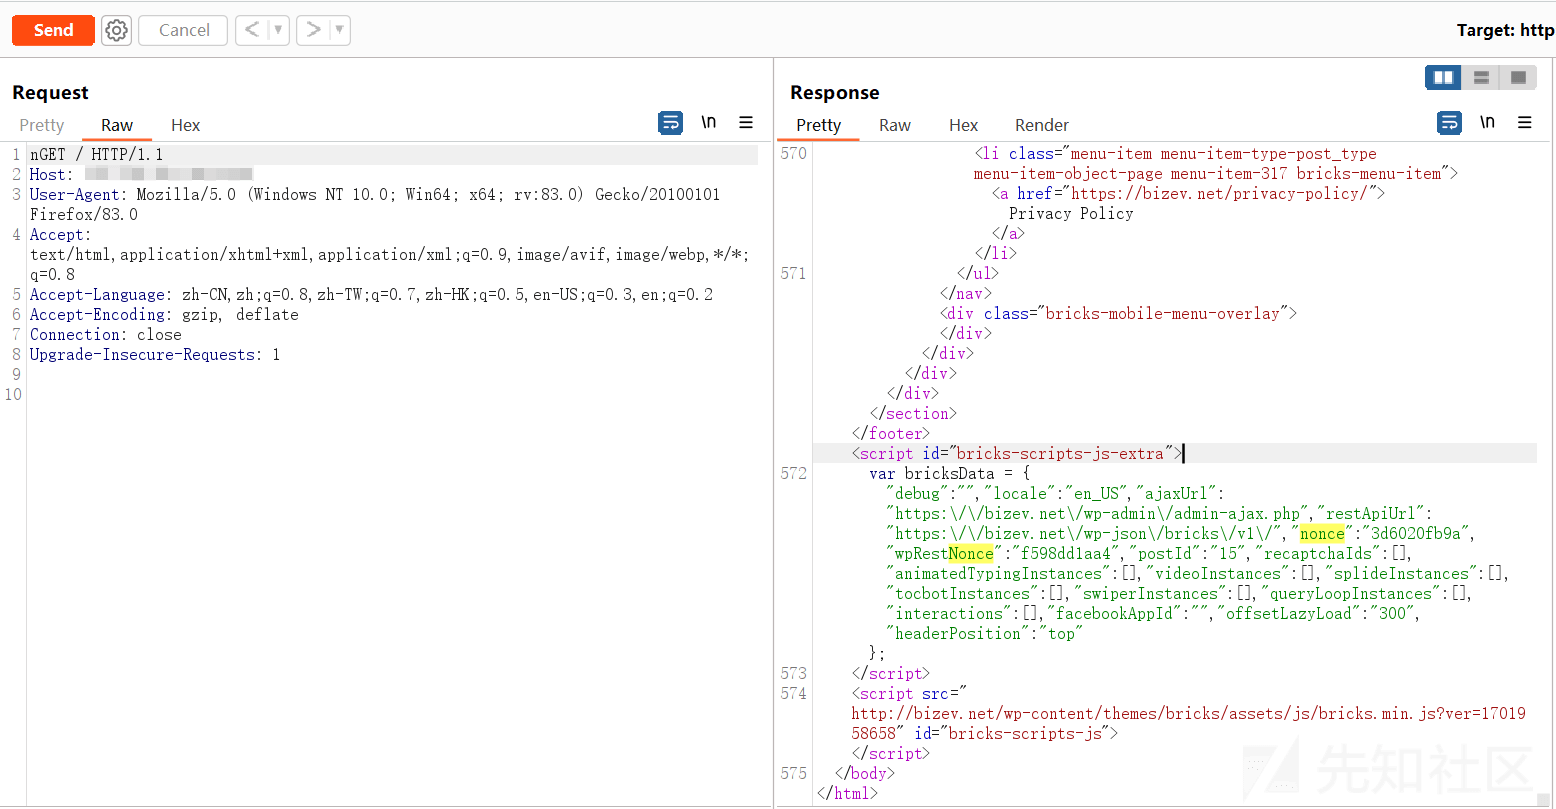 Send
Cancel
<
>
Target: http
Request
Response
Pretty
Raw
Hex
\n
Pretty
Raw
Hex
Render
\n
1 nGET / HTTP/1.1
2 Host:
3 User-Agent: Mozilla/5.0 (Windows NT 10.0; Win64; x64; rv:83.0) Gecko/20100101
Firefox/83.0
4 Accept:
text/html,application/xhtml+xml,application/xml;q=0.9,image/avif,image/webp,*/*;
q=0.8
5 Accept-Language: zh-CN,zh;q=0.8,zh-TW;q=0.7,zh-HK;q=0.5,en-US;q=0.3,en;q=0.2
6 Accept-Encoding: gzip, deflate
7 Connection: close
8 Upgrade-Insecure-Requests: 1
9
10
570 <li class="menu-item menu-item-type-post_type
menu-item-object-page menu-item-317 bricks-menu-item">
<a href="https://bizev.net/privacy-policy/">
Privacy Policy
</a>
</li>
571 </ul>
</nav>
<div class="bricks-mobile-menu-overlay">
</div>
</div>
</div>
</div>
</section>
</footer>
<script id="bricks-scripts-js-extra">
572 var bricksData = {
"debug":"","locale":"en_US","ajaxUrl":
"https:\/\/bizev.net\/wp-admin\/admin-ajax.php","restApiUrl":
"https:\/\/bizev.net\/wp-json\/bricks\/v1\/","nonce":"3d6020fb9a",
"wpRestNonce":"f598dd1aa4","postId":"15","recaptchaIds":[],
"animatedTypingInstances":[],"videoInstances":[],"splideInstances":[],
"tocbotInstances":[],"swiperInstances":[],"queryLoopInstances":[],
"interactions":[],"facebookAppId":"","offsetLazyLoad":"300",
"headerPosition":"top"
};
573 </script>
574 <script src="
http://bizev.net/wp-content/themes/bricks/assets/js/bricks.min.js?ver=17019
58658" id="bricks-scripts-js">
</script>
575 </body>
</html>
先知社区